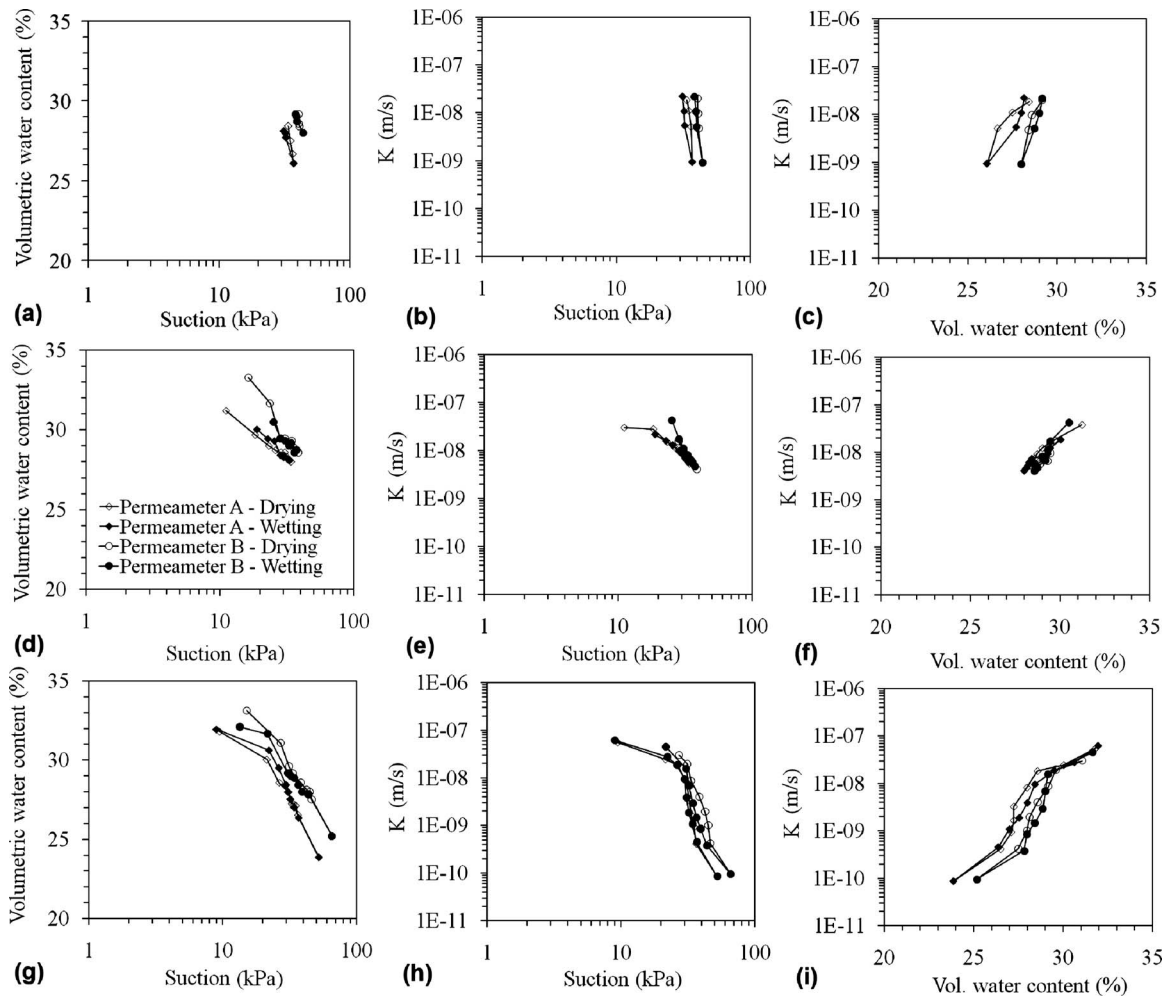 Volumetric water content (%)
35
30
25
20
1
10
100
Suction (kPa)
(a)
K (m/s)
1E-06
1E-07
1E-08
1E-09
1E-10
1E-11
1
10
100
Suction (kPa)
(b)
K (m/s)
1E-06
1E-07
1E-08
1E-09
1E-10
1E-11
20
25
30
35
Vol. water content (%)
(c)
Volumetric water content (%)
35
30
25
20
Permeameter A - Drying
Permeameter A - Wetting
Permeameter B - Drying
Permeameter B - Wetting
1
10
100
Suction (kPa)
(d)
K (m/s)
1E-06
1E-07
1E-08
1E-09
1E-10
1E-11
1
10
100
Suction (kPa)
(e)
K (m/s)
1E-06
1E-07
1E-08
1E-09
1E-10
1E-11
20
25
30
35
Vol. water content (%)
(f)
Volumetric water content (%)
35
30
25
20
1
10
100
Suction (kPa)
(g)
K (m/s)
1E-06
1E-07
1E-08
1E-09
1E-10
1E-11
1
10
100
Suction (kPa)
(h)
K (m/s)
1E-06
1E-07
1E-08
1E-09
1E-10
1E-11
20
25
30
35
Vol. water content (%)
(i)